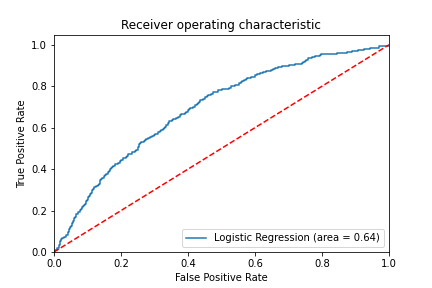 Receiver operating characteristic
1.0
0.8
0.6
0.4
0.2
0.0
True Positive Rate
Logistic Regression (area = 0.64)
0.0 0.2 0.4 0.6 0.8 1.0
False Positive Rate